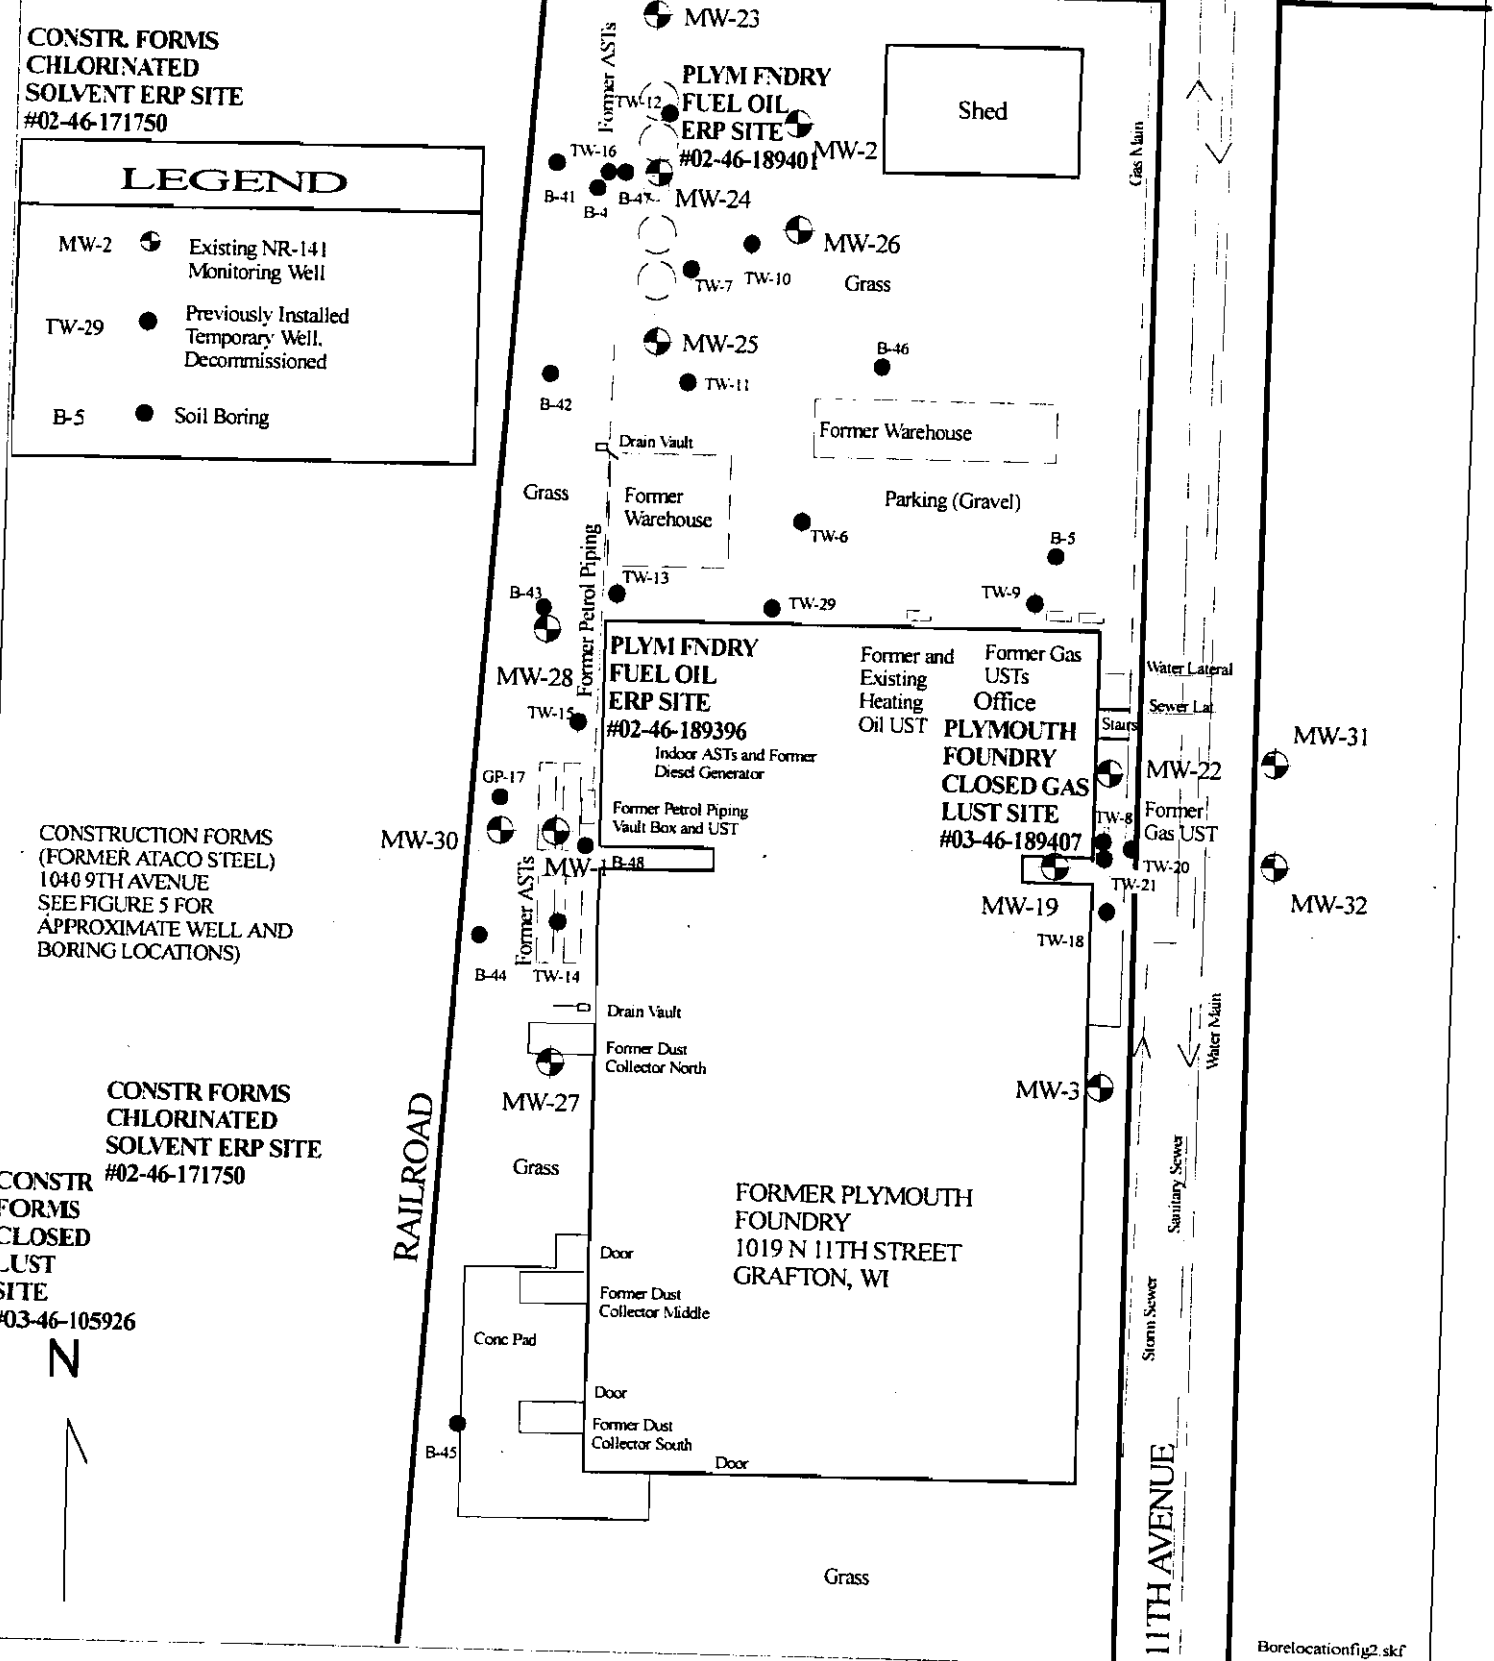 CONSTR. FORMS
CHLORINATED
SOLVENT ERP SITE
#02-46-171750
LEGEND
MW-2
Existing NR-141
Monitoring Well
TW-29
Previously Installed
Temporary Well.
Decommissioned
B-5
Soil Boring
MW-23
Former ASTs
PLYM FNDRY
FUEL OIL
ERP SITE
#02-46-189401
TW-12
MW-2
Shed
Gas Main
TW-16
B-41
B-4
B-47
MW-24
MW-26
TW-7
TW-10
Grass
MW-25
TW-11
B-46
B-42
Former Warehouse
Drain Vault
Grass
Former
Warehouse
Parking (Gravel)
TW-6
B-5
Former Petrol Piping
TW-13
B-43
TW-29
TW-9
MW-28
PLYM FNDRY
FUEL OIL
ERP SITE
#02-46-189396
Former and
Existing
Heating
Oil UST
Former Gas
USTs
Office
Water Lateral
Sewer Lat
Stairs
TW-15
Indoor ASTs and Former
Diesel Generator
PLYMOUTH
FOUNDRY
CLOSED GAS
LUST SITE
#03-46-189407
MW-31
MW-22
GP-17
Former Petrol Piping
Vault Box and UST
TW-8
Former
Gas UST
MW-30
MW-1
B-48
TW-20
TW-21
MW-19
MW-32
TW-18
CONSTRUCTION FORMS
(FORMER ATACO STEEL)
1040 9TH AVENUE
SEE FIGURE 5 FOR
APPROXIMATE WELL AND
BORING LOCATIONS)
Former ASTs
B-44
TW-14
Drain Vault
Former Dust
Collector North
Water Main
MW-27
MW-3
CONSTR FORMS
CHLORINATED
SOLVENT ERP SITE
#02-46-171750
RAILROAD
Grass
Sanitary Sewer
CONSTR
FORMS
CLOSED
LUST
SITE
#03-46-105926
FORMER PLYMOUTH
FOUNDRY
1019 N 11TH STREET
GRAFTON, WI
Door
Former Dust
Collector Middle
Storm Sewer
N
Conc Pad
Door
Former Dust
Collector South
B-45
Door
11TH AVENUE
Grass
Borelocationfig2.skf